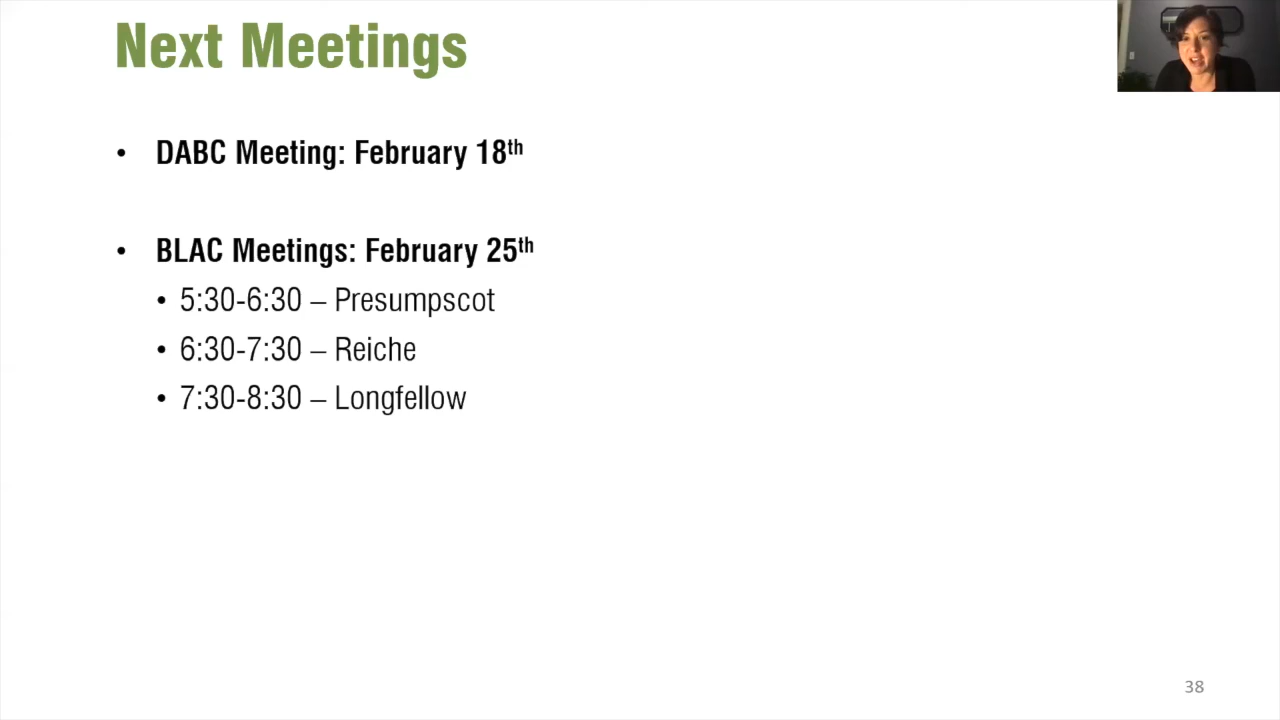 Next Meetings
• DABC Meeting: February 18th
• BLAC Meetings: February 25th
• 5:30-6:30 – Presumpscot
• 6:30-7:30 – Reiche
• 7:30-8:30 – Longfellow
38